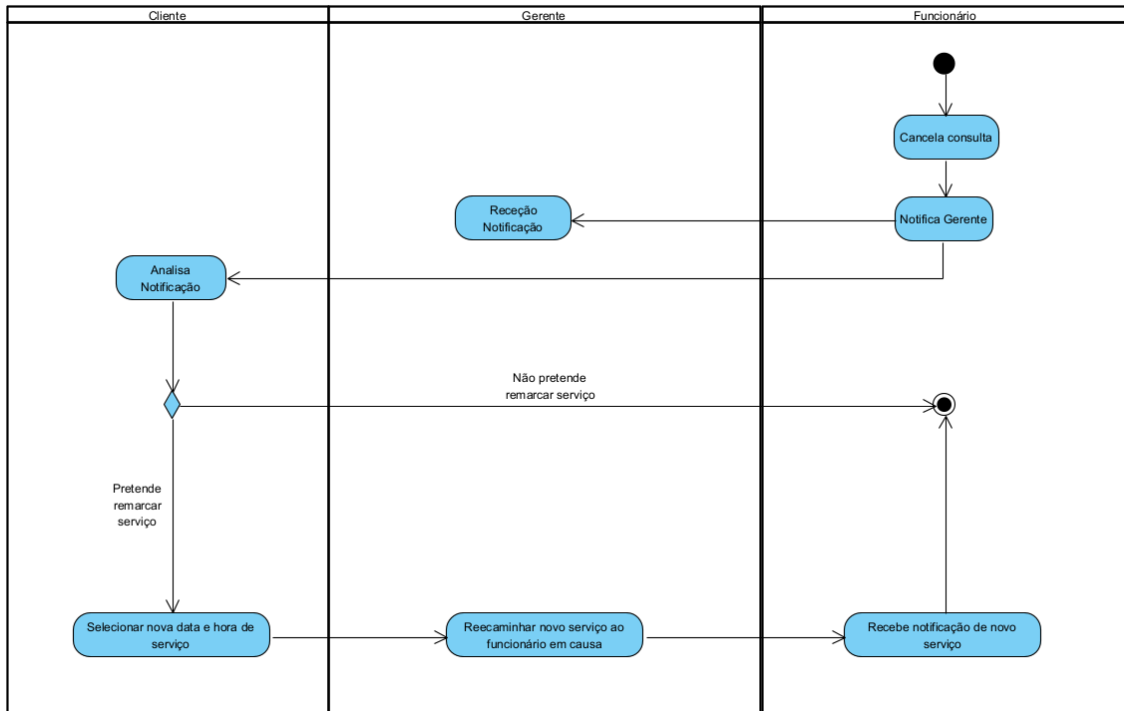 Cliente
Gerente
Funcionário
Cancela consulta
Receção
Notificação
Notifica Gerente
Analisa
Notificação
Não pretende
remarcar serviço
Pretende
remarcar
serviço
Selecionar nova data e hora de
serviço
Reecaminhar novo serviço ao
funcionário em causa
Recebe notificação de novo
serviço